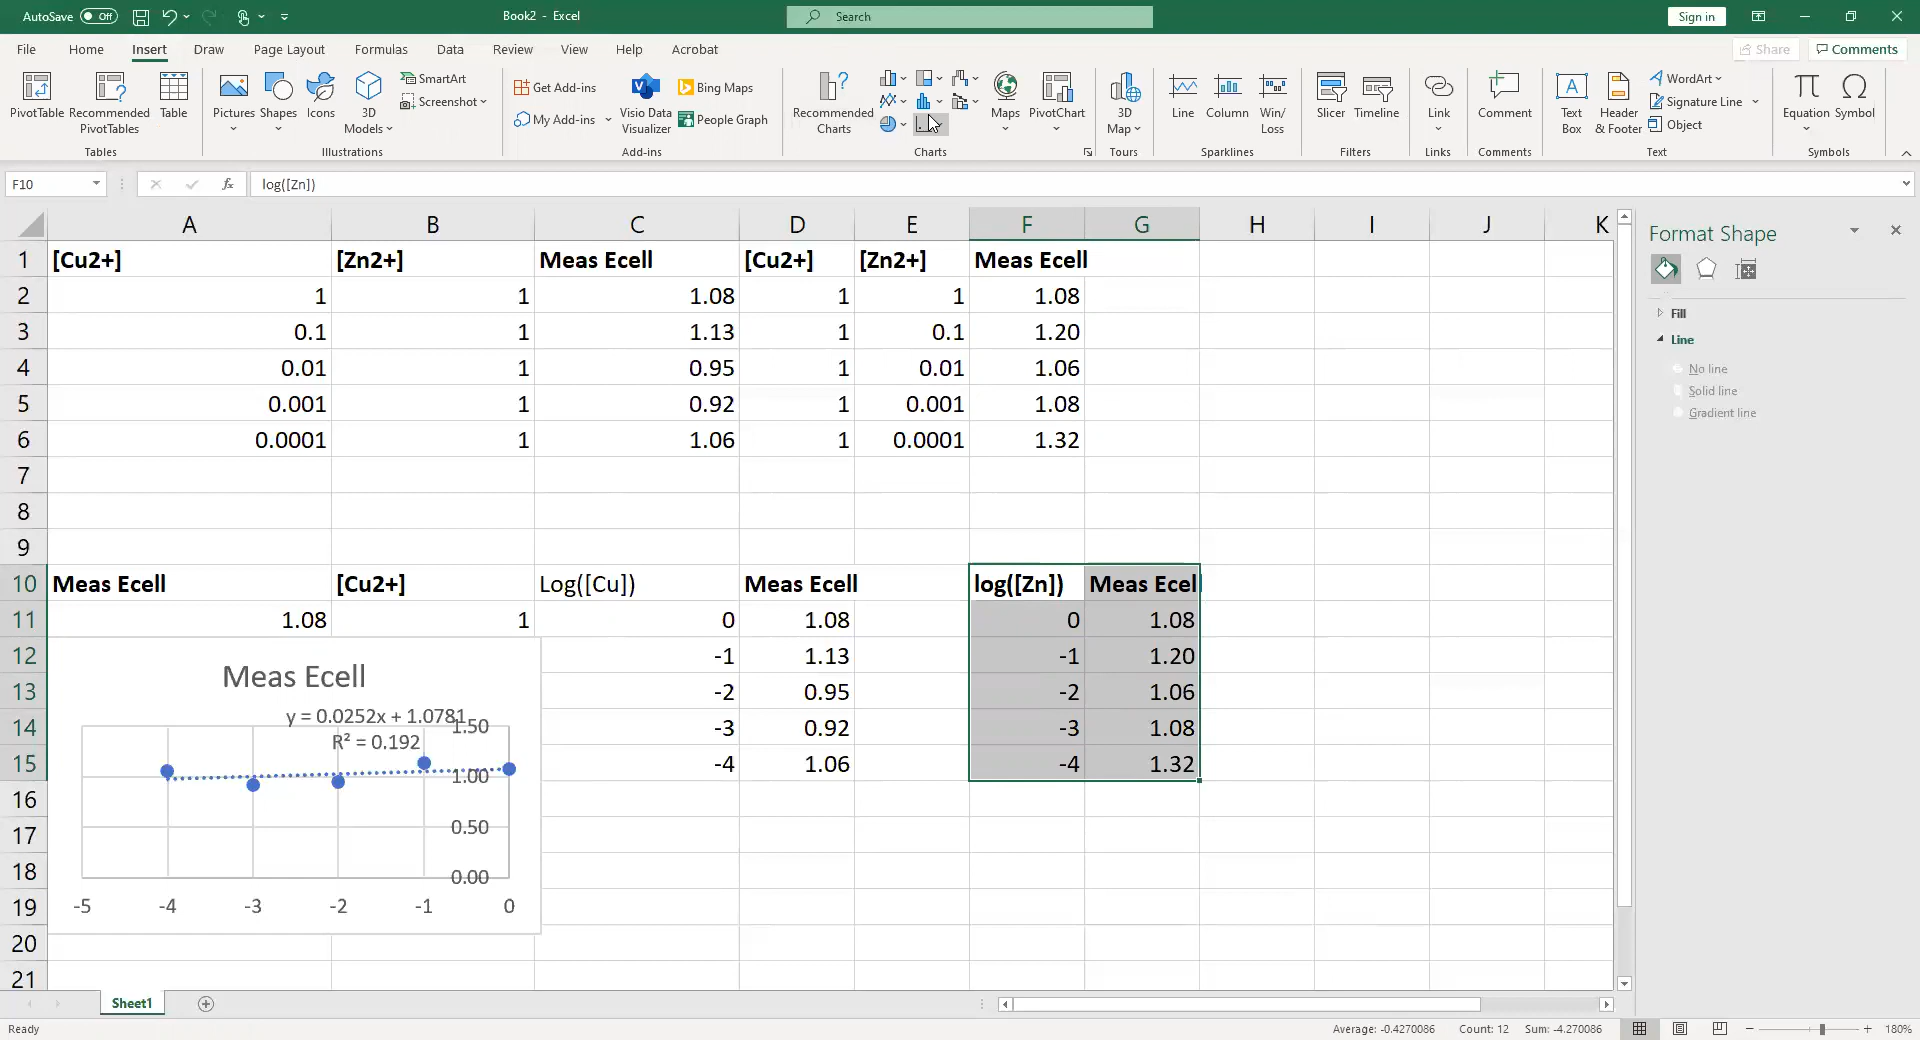 AutoSave Off Book2 - Excel Search Sign in
File Home Insert Draw Page Layout Formulas Data Review View Help Acrobat Share Comments
PivotTable Recommended PivotTables Table
Tables
Pictures Shapes Icons 3D Models SmartArt Screenshot
Illustrations
Get Add-ins My Add-ins Visio Data Visualizer Bing Maps People Graph
Add-ins
Recommended Charts Maps PivotChart
Charts
3D Map
Tours
Line Column Win/Loss
Sparklines
Slicer Timeline
Filters
Link
Links
Comment
Comments
Text Box Header & Footer WordArt Signature Line Object
Text
Equation Symbol
Symbols
F10 fx log([Zn])
A B C D E F G H I J K
1 [Cu2+] [Zn2+] Meas Ecell [Cu2+] [Zn2+] Meas Ecell
2 1 1 1.08 1 1 1.08
3 0.1 1 1.13 1 0.1 1.20
4 0.01 1 0.95 1 0.01 1.06
5 0.001 1 0.92 1 0.001 1.08
6 0.0001 1 1.06 1 0.0001 1.32
7
8
9
10 Meas Ecell [Cu2+] Log([Cu]) Meas Ecell log([Zn]) Meas Ecel
11 1.08 1 0 1.08 0 1.08
12 -1 1.13 -1 1.20
13 -2 0.95 -2 1.06
14 -3 0.92 -3 1.08
15 -4 1.06 -4 1.32
16
17
18
19
20
21
Meas Ecell
y = 0.0252x + 1.0781
R² = 0.192
1.50
1.00
0.50
0.00
-5 -4 -3 -2 -1 0
Format Shape
Fill
Line
No line
Solid line
Gradient line
Sheet1
Ready Average: -0.4270086 Count: 12 Sum: -4.270086 180%